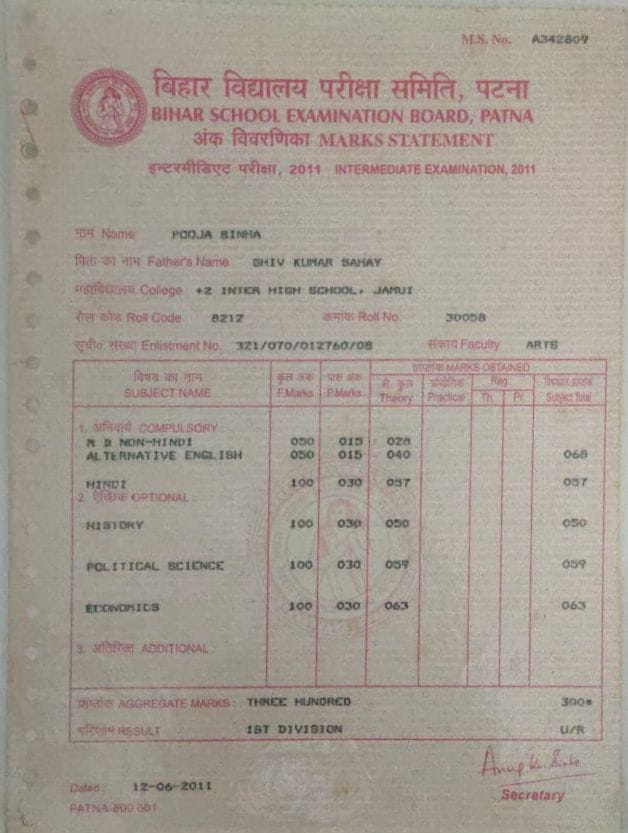 M.S. No. A342809
बिहार विद्यालय परीक्षा समिति, पटना
BIHAR SCHOOL EXAMINATION BOARD, PATNA
अंक विवरणिका MARKS STATEMENT
इन्टरमीडिएट परीक्षा, 2011 INTERMEDIATE EXAMINATION, 2011
नाम Name POOJA SINHA
पिता का नाम Father's Name SHIV KUMAR SAHAY
महाविद्यालय College +2 INTER HIGH SCHOOL, JAMUI
रौल कोड Roll Code 8212 क्रमांक Roll No. 30058
सूची० संख्या Enlistment No. 321/070/012760/08 संकाय Faculty ARTS
विषय का नाम SUBJECT NAME कुल अंक F.Marks पास अंक P.Marks प्राप्तांक MARKS OBTAINED
Theory प्रायोगिक Practical Reg. Th. Pr. Subject Total
1. अनिवार्य COMPULSORY :
R B NON-HINDI 050 015 028
ALTERNATIVE ENGLISH 050 015 040 068
HINDI 100 030 057 057
2. ऐच्छिक OPTIONAL :
HISTORY 100 030 050 050
POLITICAL SCIENCE 100 030 059 059
ECONOMICS 100 030 063 063
3. अतिरिक्त ADDITIONAL :
प्राप्तांक AGGREGATE MARKS : THREE HUNDRED 300*
परिणाम RESULT 1ST DIVISION U/R
Dated : 12-06-2011
Secretary
PATNA-800 001